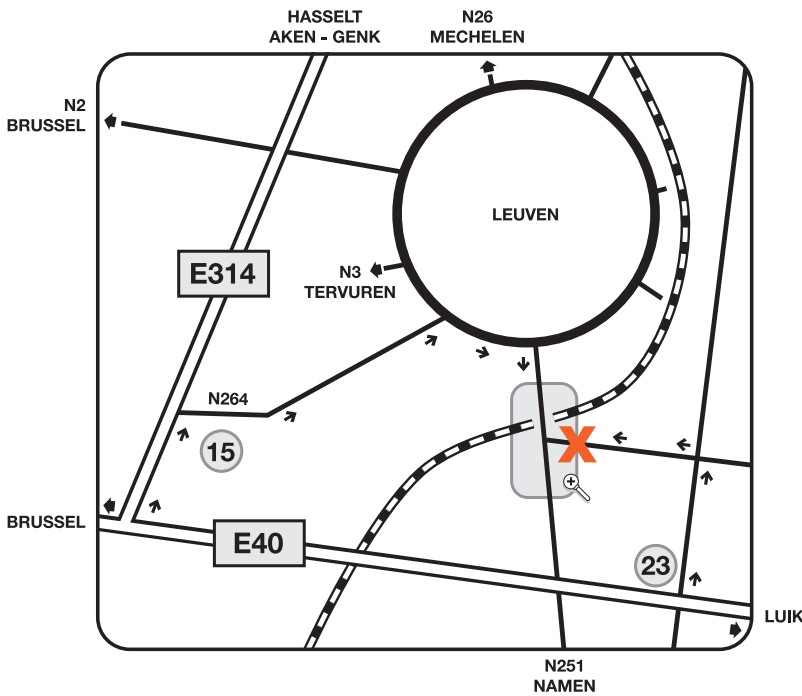 HASSELT
AKEN - GENK
N26
MECHELEN
N2
BRUSSEL
LEUVEN
E314
N3
TERVUREN
N264
15
BRUSSEL
E40
23
LUIK
N251
NAMEN